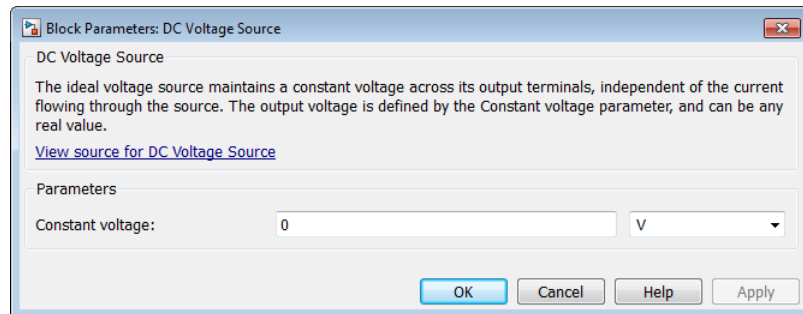 Block Parameters: DC Voltage Source
DC Voltage Source
The ideal voltage source maintains a constant voltage across its output terminals, independent of the current
flowing through the source. The output voltage is defined by the Constant voltage parameter, and can be any
real value.
View source for DC Voltage Source
Parameters
Constant voltage: 0 V
OK Cancel Help Apply